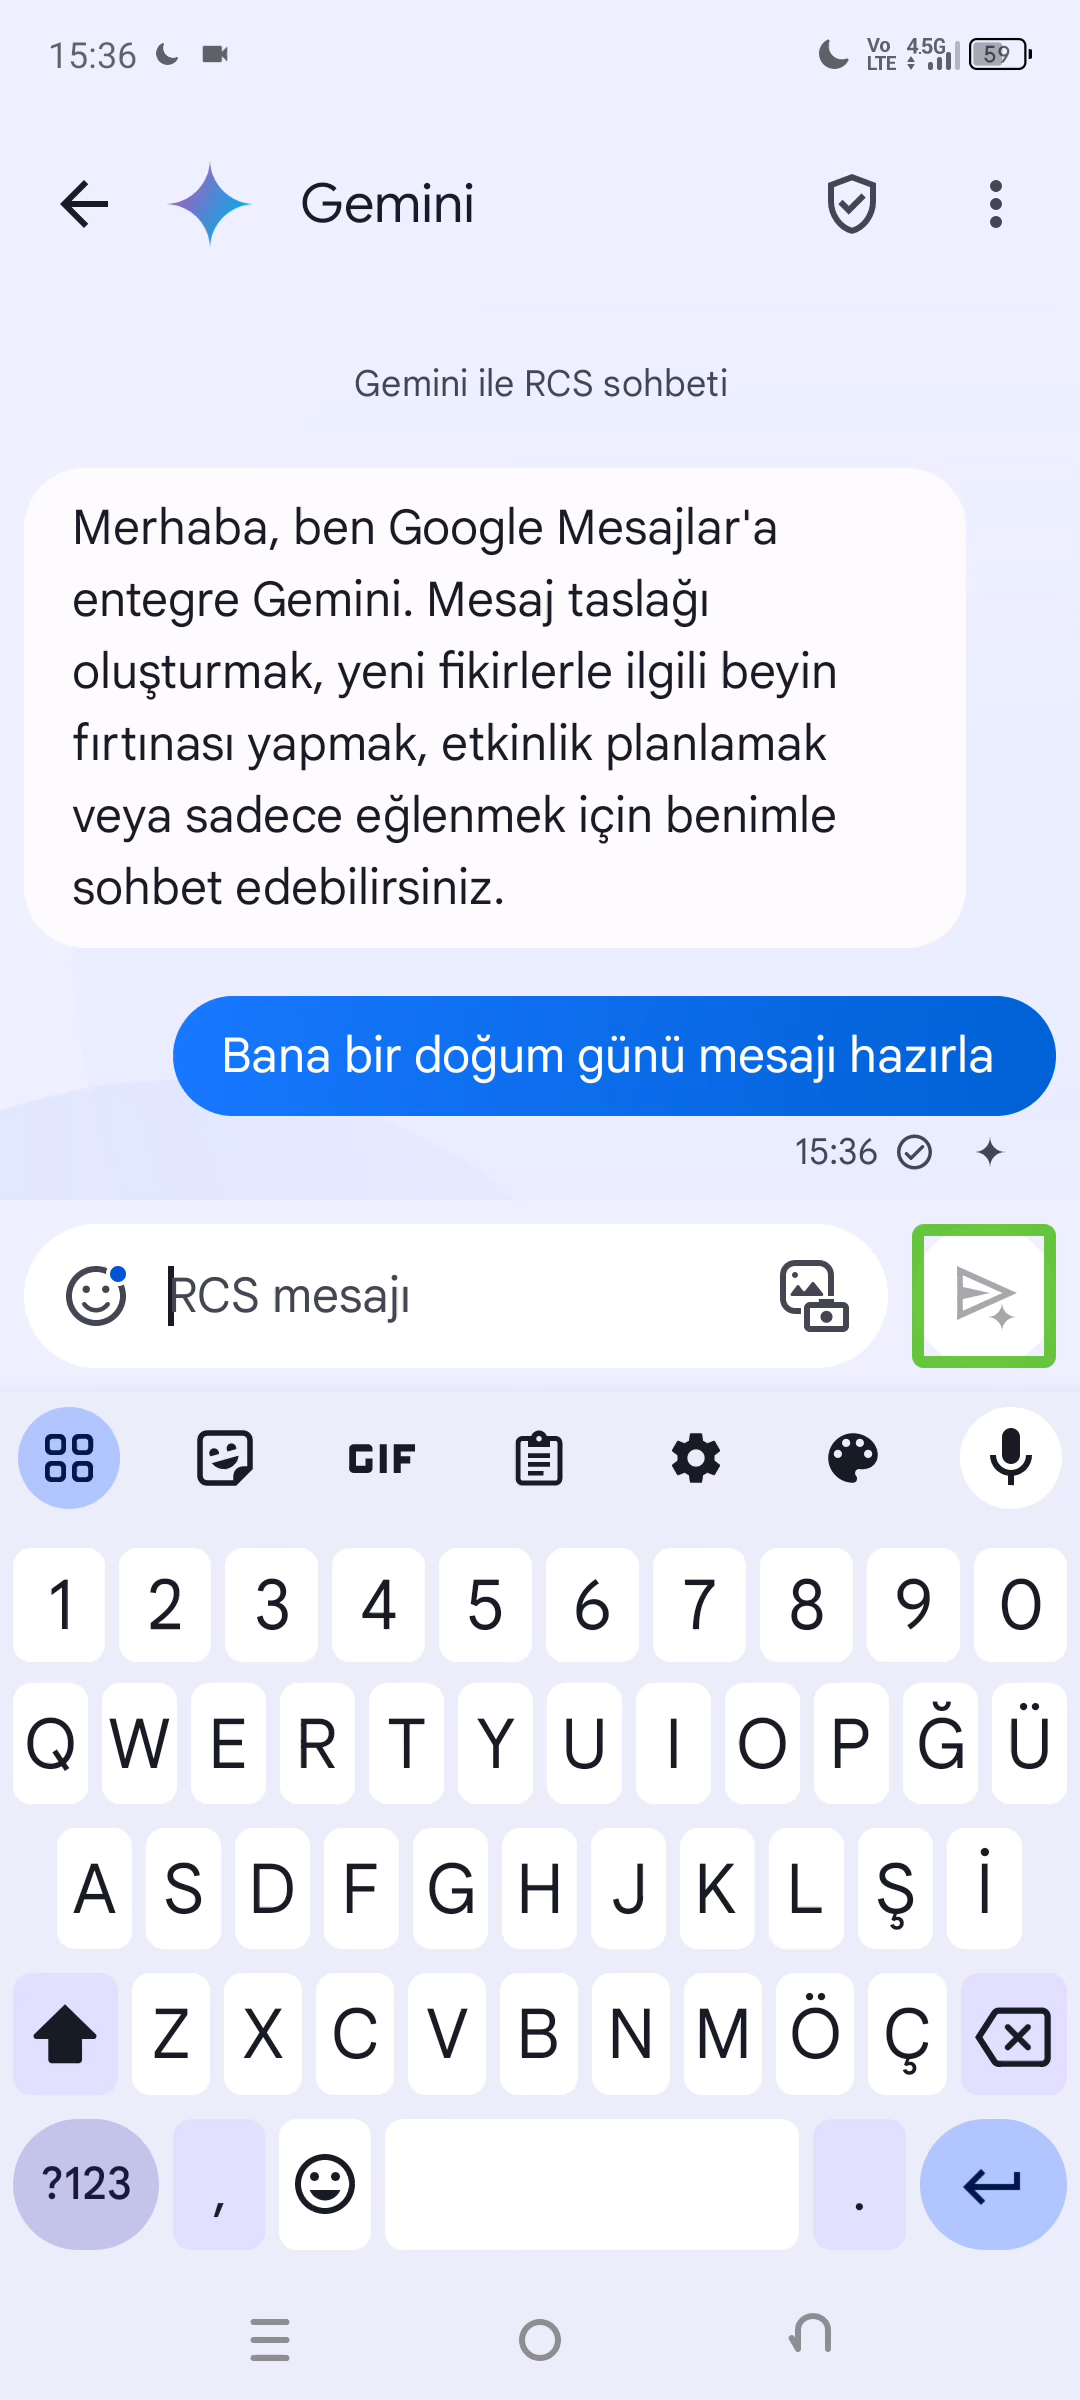 15:36
Vo LTE 4.5G 59
Gemini
Gemini ile RCS sohbeti
Merhaba, ben Google Mesajlar'a
entegre Gemini. Mesaj taslağı
oluşturmak, yeni fikirlerle ilgili beyin
fırtınası yapmak, etkinlik planlamak
veya sadece eğlenmek için benimle
sohbet edebilirsiniz.
Bana bir doğum günü mesajı hazırla
15:36
RCS mesajı
GIF
1 2 3 4 5 6 7 8 9 0
Q W E R T Y U I O P Ğ Ü
A S D F G H J K L Ş İ
Z X C V B N M Ö Ç
?123 , .